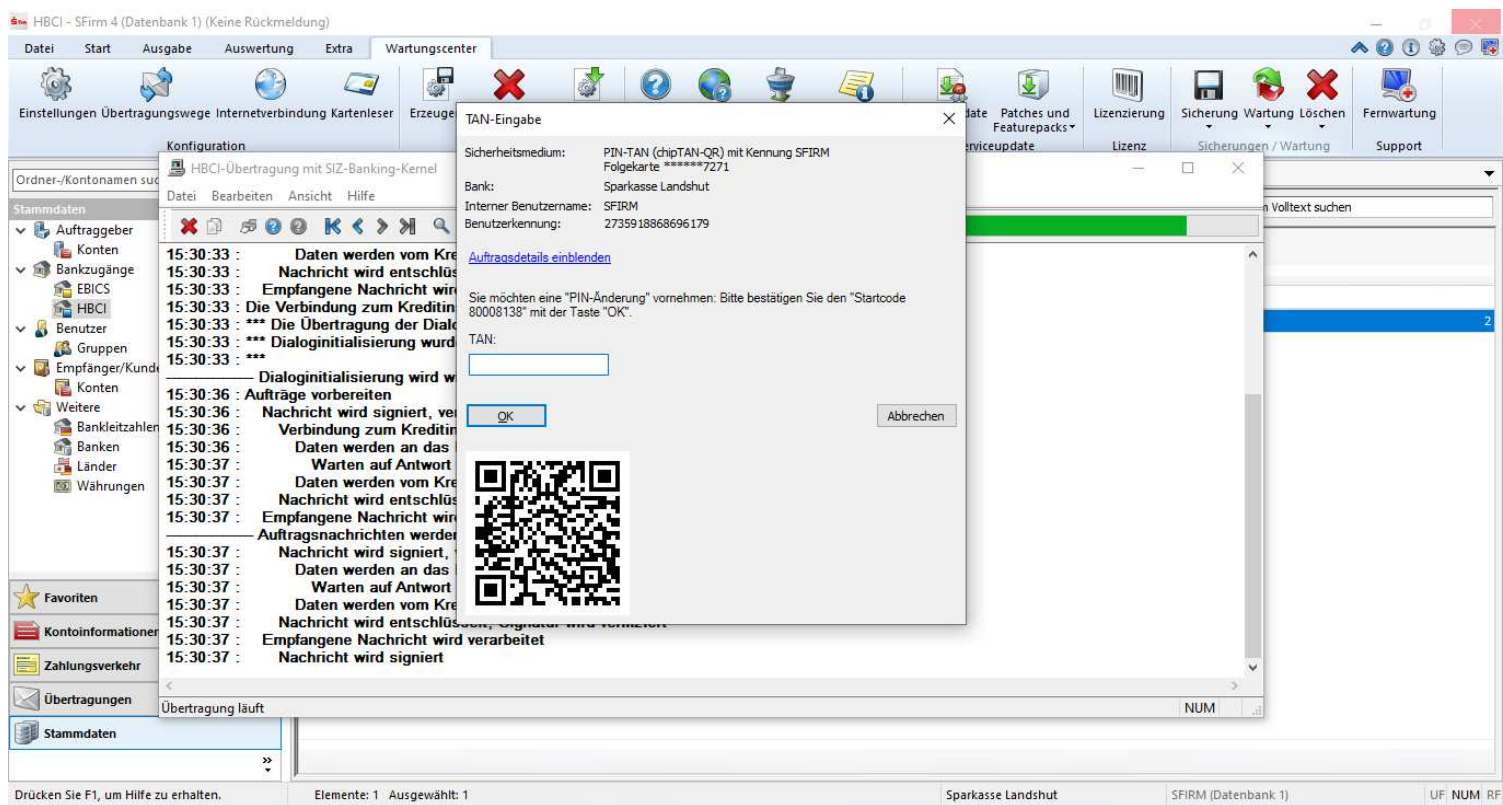 HBCI - SFirm 4 (Datenbank 1) (Keine Rückmeldung)
Datei Start Ausgabe Auswertung Extra Wartungscenter
Einstellungen Übertragungswege Internetverbindung Kartenleser Erzeuge
Patches und Featurepacks
Lizenzierung Sicherung Wartung Löschen Fernwartung
Konfiguration
Serviceupdate Lizenz Sicherungen / Wartung Support
Ordner-/Kontonamen suc
Stammdaten
Auftraggeber
Konten
Bankzugänge
EBICS
HBCI
Benutzer
Gruppen
Empfänger/Kunde
Konten
Weitere
Bankleitzahlen
Banken
Länder
Währungen
Favoriten
Kontoinformationen
Zahlungsverkehr
Übertragungen
Stammdaten
HBCI-Übertragung mit SIZ-Banking-Kernel
Datei Bearbeiten Ansicht Hilfe
15:30:33 : Daten werden vom Kre
15:30:33 : Nachricht wird entschlüs
15:30:33 : Empfangene Nachricht wir
15:30:33 : Die Verbindung zum Kreditin
15:30:33 : *** Die Übertragung der Dialo
15:30:33 : *** Dialoginitialisierung wurd
15:30:33 : ***
Dialoginitialisierung wird w
15:30:36 : Aufträge vorbereiten
15:30:36 : Nachricht wird signiert, ve
15:30:36 : Verbindung zum Kreditin
15:30:36 : Daten werden an das
15:30:37 : Warten auf Antwort
15:30:37 : Daten werden vom Kre
15:30:37 : Nachricht wird entschlüs
15:30:37 : Empfangene Nachricht wir
Auftragsnachrichten werden
15:30:37 : Nachricht wird signiert,
15:30:37 : Daten werden an das
15:30:37 : Warten auf Antwort
15:30:37 : Daten werden vom Kre
15:30:37 : Nachricht wird entschlüsselt, Signatur wird verifiziert
15:30:37 : Empfangene Nachricht wird verarbeitet
15:30:37 : Nachricht wird signiert
Übertragung läuft NUM
TAN-Eingabe
Sicherheitsmedium: PIN-TAN (chipTAN-QR) mit Kennung SFIRM
Folgekarte ******7271
Bank: Sparkasse Landshut
Interner Benutzername: SFIRM
Benutzerkennung: 2735918868696179
Auftragsdetails einblenden
Sie möchten eine "PIN-Änderung" vornehmen: Bitte bestätigen Sie den "Startcode
80008138" mit der Taste "OK".
TAN:
OK Abbrechen
n Volltext suchen
2
Drücken Sie F1, um Hilfe zu erhalten. Elemente: 1 Ausgewählt: 1 Sparkasse Landshut SFIRM (Datenbank 1) UF NUM RF